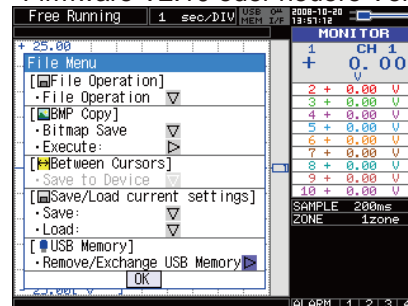 Free Running 1 sec/DIV USB MEM I/F 2008-10-20 13:51:12
+ 25.00
File Menu
[File Operation]
・File Operation ▽
[BMP Copy]
・Bitmap Save ▽
・Execute: ▷
[Between Cursors]
・Save to Device ▽
[Save/Load current settings]
・Save: ▽
・Load: ▽
[USB Memory]
・Remove/Exchange USB Memory ▷
OK
MONITOR
1 CH 1
+ 0.00
V
2 + 0.00 V
3 + 0.00 V
4 + 0.00 V
5 + 0.00 V
6 + 0.00 V
7 + 0.00 V
8 + 0.00 V
9 + 0.00 V
10 + 0.00 V
SAMPLE 200ms
ZONE 1zone
ALARM 1 2 3 4